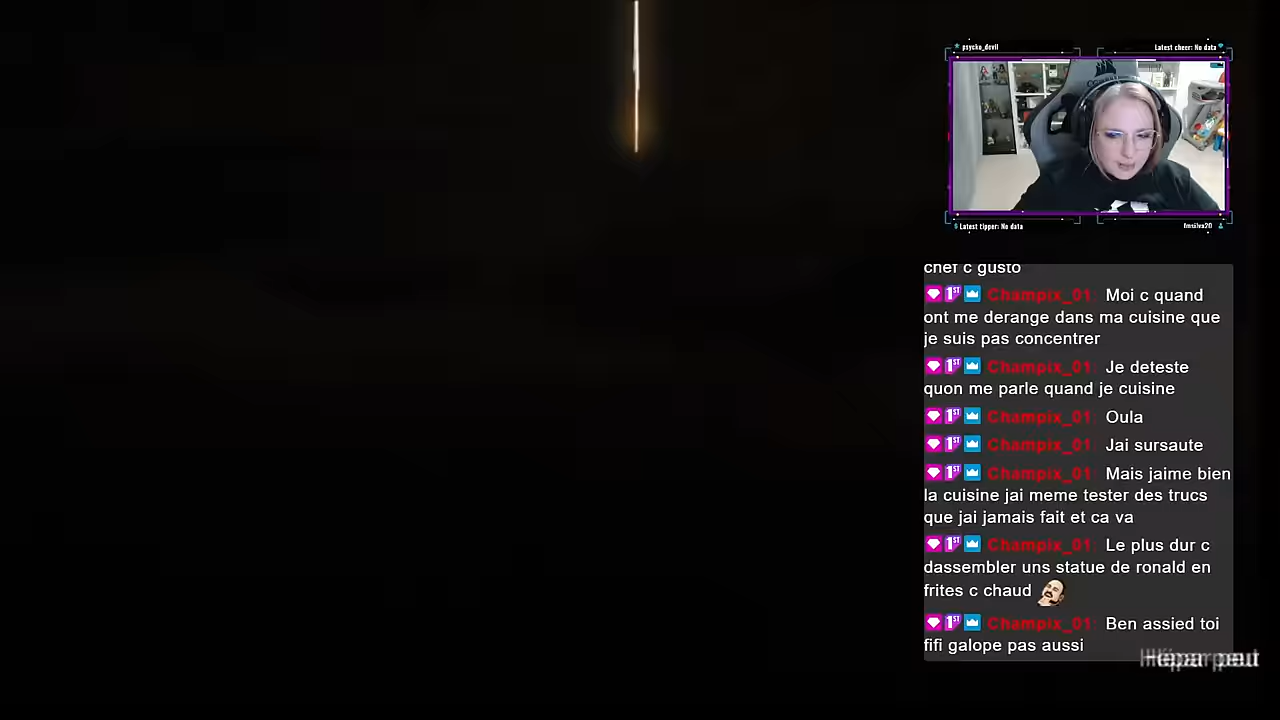 psycko_devil
Latest cheer: No data
Latest tipper: No data
chef c gusto
Champix_01: Moi c quand
ont me derange dans ma cuisine que
je suis pas concentrer
Champix_01: Je deteste
quon me parle quand je cuisine
Champix_01: Oula
Champix_01: Jai sursaute
Champix_01: Mais jaime bien
la cuisine jai meme tester des trucs
que jai jamais fait et ca va
Champix_01: Le plus dur c
dassembler uns statue de ronald en
frites c chaud
Champix_01: Ben assied toi
fifi galope pas aussi